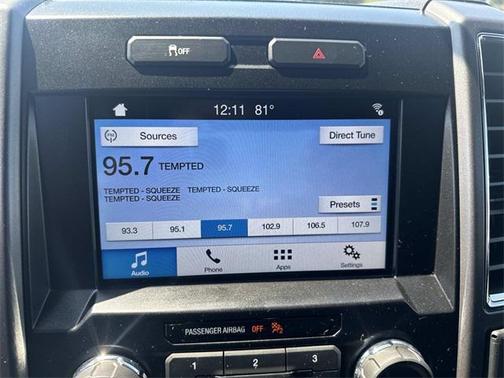 OFF
12:11 81°
FM Sources Direct Tune
95.7 TEMPTED
TEMPTED - SQUEEZE TEMPTED - SQUEEZE
TEMPTED - SQUEEZE
Presets
93.3 95.1 95.7 102.9 106.5 107.9
Audio Phone Apps Settings
PASSENGER AIRBAG OFF
1 2 3